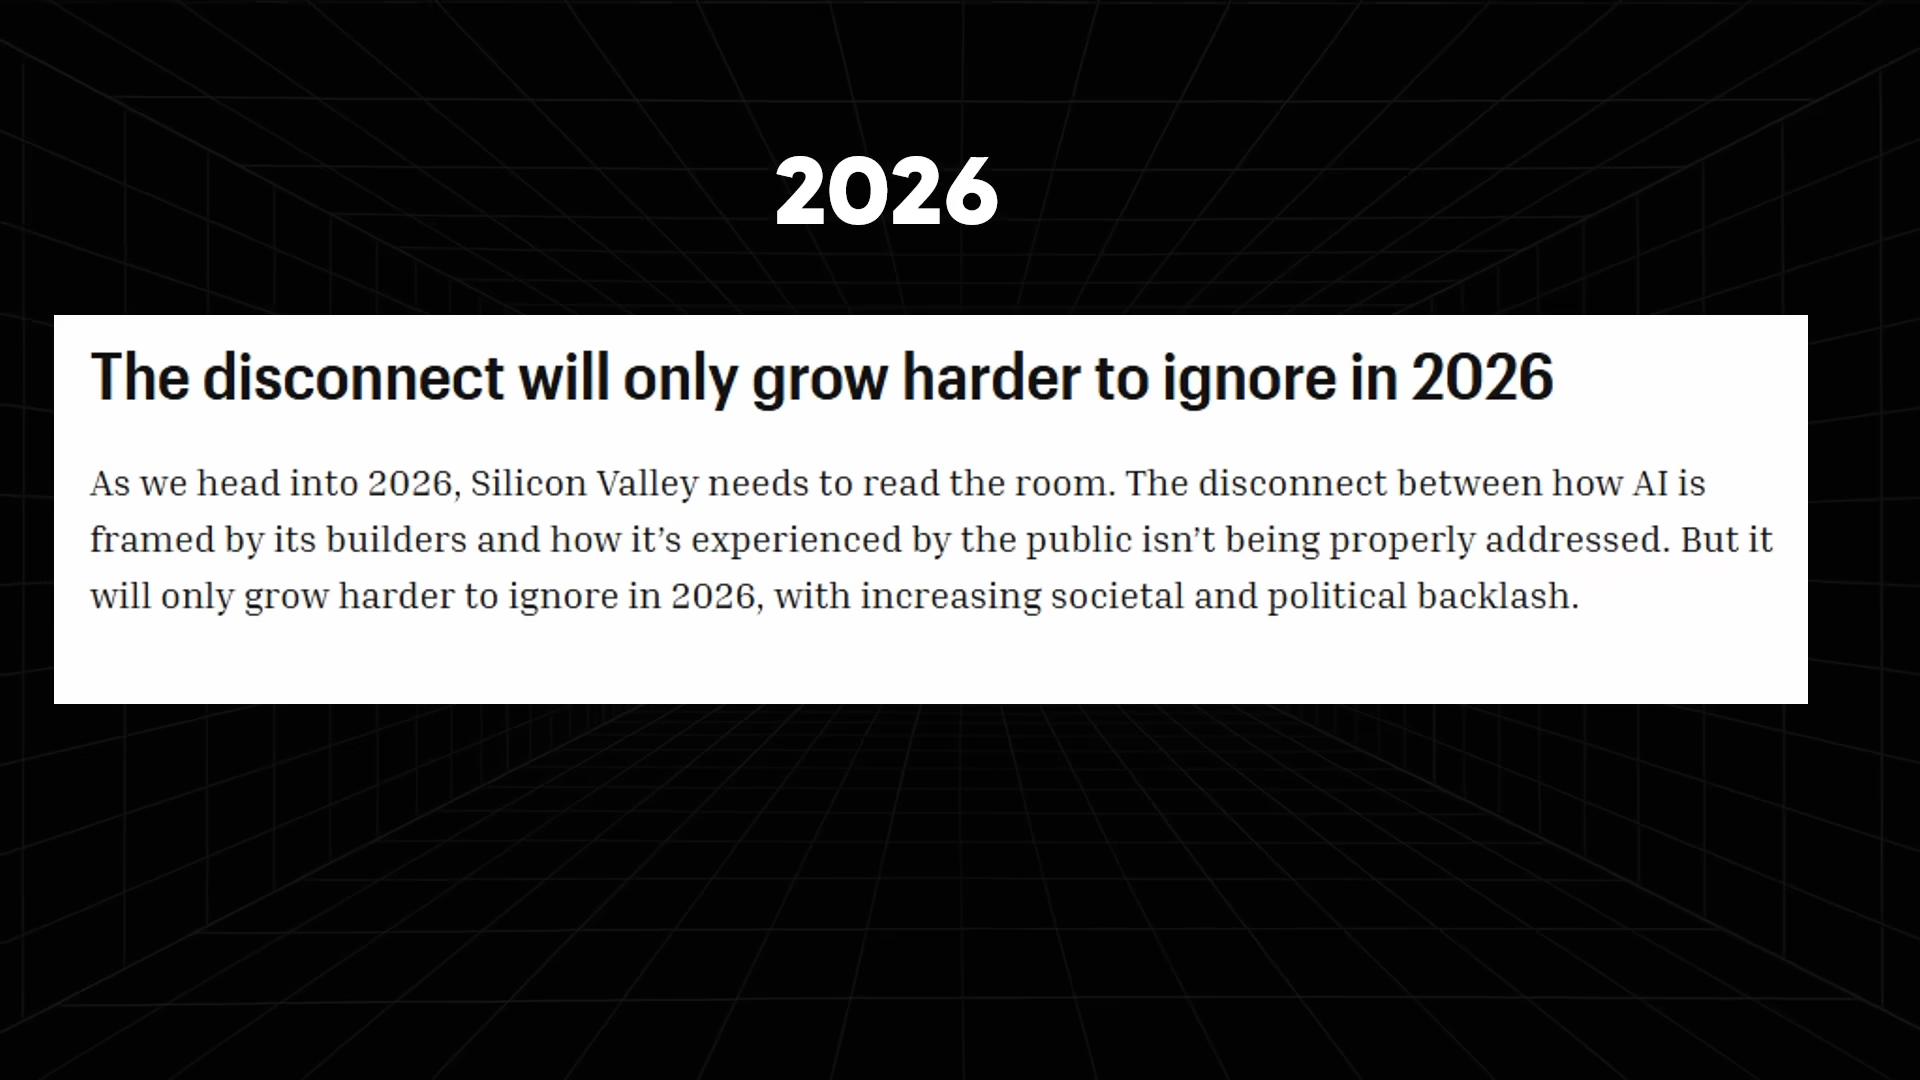 2026
The disconnect will only grow harder to ignore in 2026
As we head into 2026, Silicon Valley needs to read the room. The disconnect between how AI is
framed by its builders and how it’s experienced by the public isn’t being properly addressed. But it
will only grow harder to ignore in 2026, with increasing societal and political backlash.